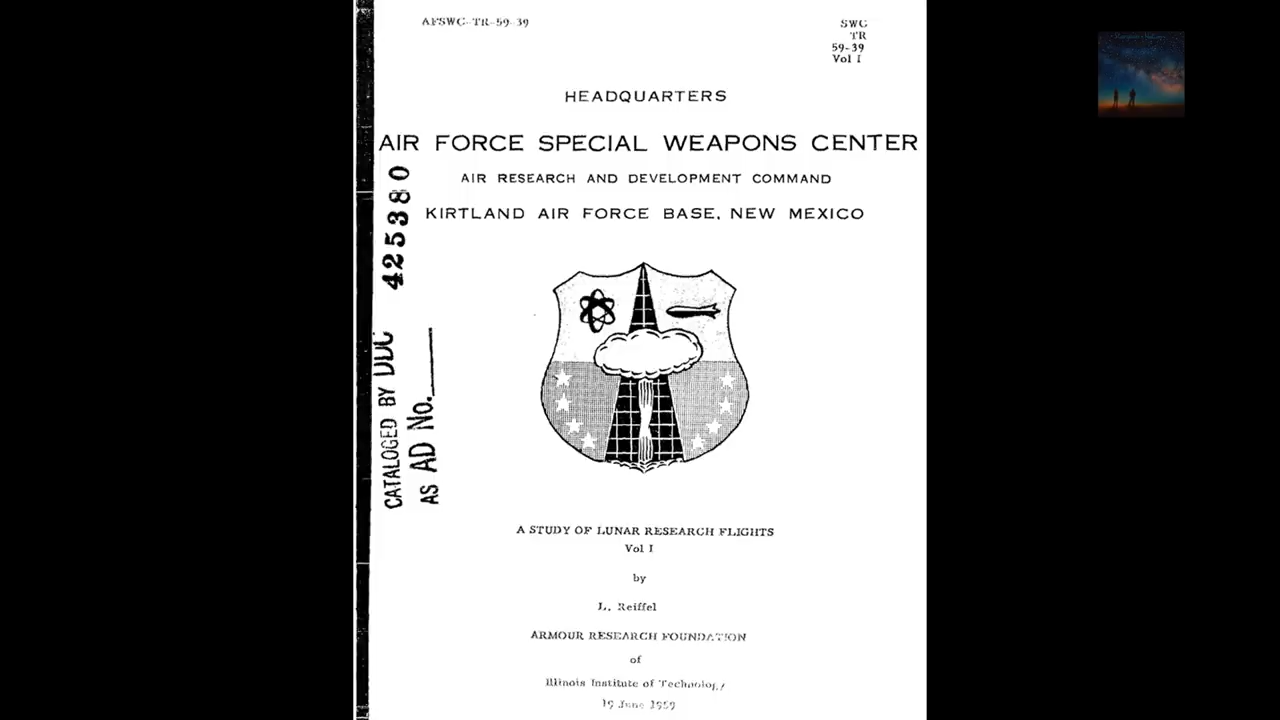 AFSWC-TR-59-39
SWC
TR
59-39
Vol I
HEADQUARTERS
AIR FORCE SPECIAL WEAPONS CENTER
AIR RESEARCH AND DEVELOPMENT COMMAND
KIRTLAND AIR FORCE BASE, NEW MEXICO
CATALOGED BY DDC
AS AD No.
425380
A STUDY OF LUNAR RESEARCH FLIGHTS
Vol I
by
L. Reiffel
ARMOUR RESEARCH FOUNDATION
of
Illinois Institute of Technology
19 June 1959